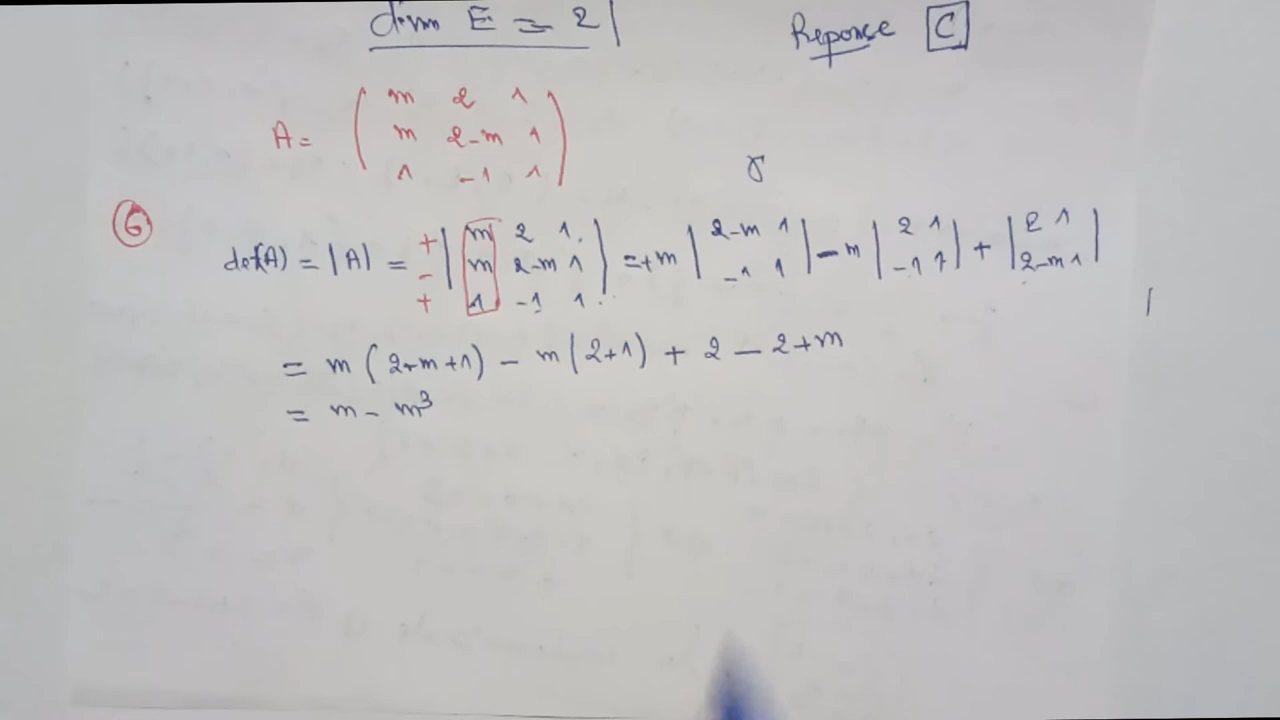 dim E = 2
Reponse C
A = ( m 2 1
m 2-m 1
1 -1 1 )
γ
6
det(A) = |A| = + - + | m 2 1 ; m 2-m 1 ; 1 -1 1 | = +m | 2-m 1 ; -1 1 | - m | 2 1 ; -1 1 | + | 2 1 ; 2-m 1 |
= m (2-m+1) - m (2+1) + 2 - 2+m
= m - m³